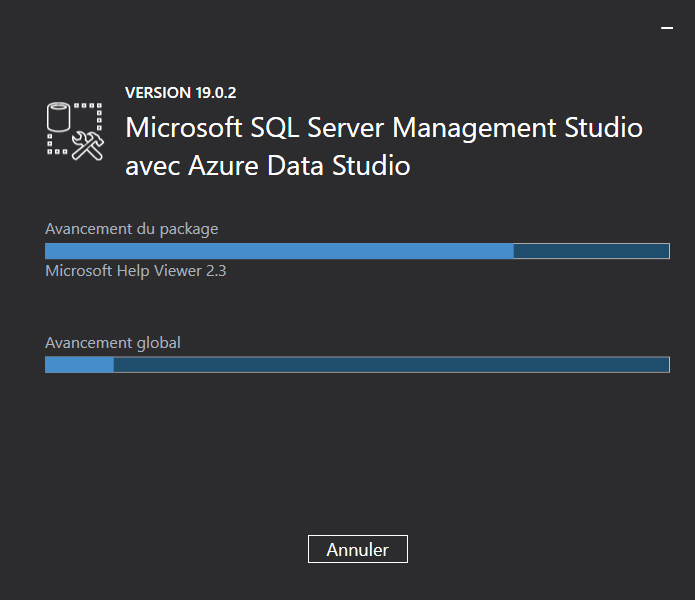 VERSION 19.0.2
Microsoft SQL Server Management Studio
avec Azure Data Studio
Avancement du package
Microsoft Help Viewer 2.3
Avancement global
Annuler